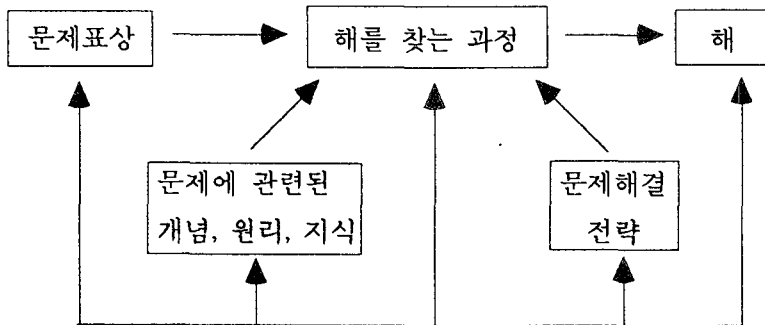 문제표상
해를 찾는 과정
해
문제에 관련된
개념, 원리, 지식
문제해결
전략